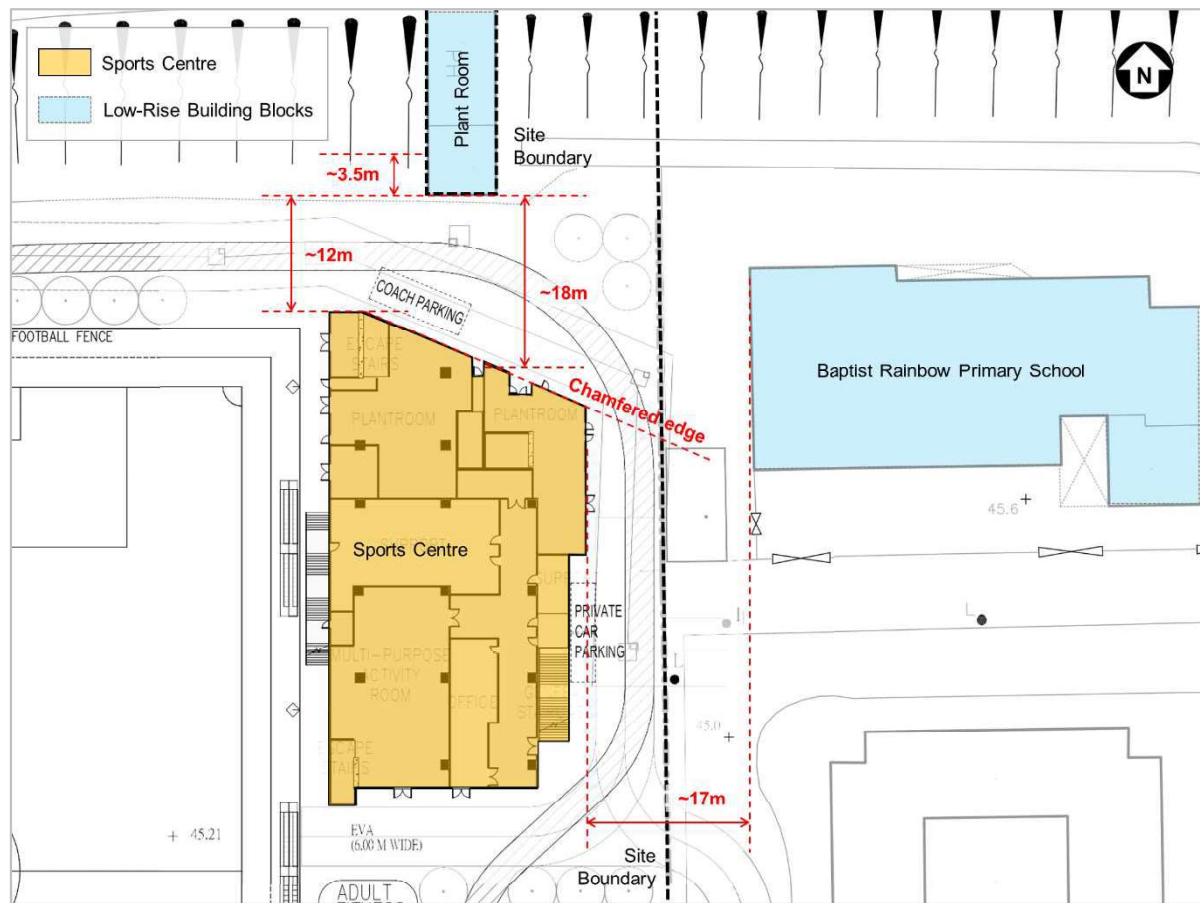 Sports Centre
Low-Rise Building Blocks
Plant Room
N
Site
Boundary
~3.5m
~12m
~18m
COACH PARKING
FOOTBALL FENCE
ESCAPE
STAIRS
PLANTROOM
PLANTROOM
Chamfered edge
Baptist Rainbow Primary School
45.6
Sports Centre
SUPPORT
PRIVATE
CAR
PARKING
MULTI-PURPOSE
ACTIVITY
ROOM
OFFICE
L
L
45.0
ESCAPE
STAIRS
~17m
45.21
EVA
(6.00 M WIDE)
Site
Boundary
ADULT